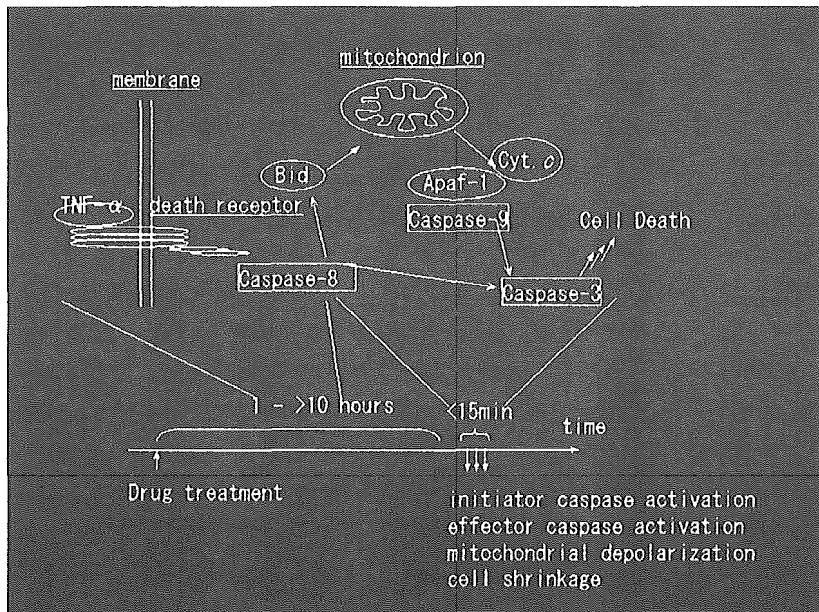 mitochondrion
membrane
Cyt.c
Bid
Apaf-1
TNF-α death receptor
Caspase-9
Cell Death
Caspase-8
Caspase-3
1 - >10 hours
<15min
time
Drug treatment
initiator caspase activation
effector caspase activation
mitochondrial depolarization
cell shrinkage